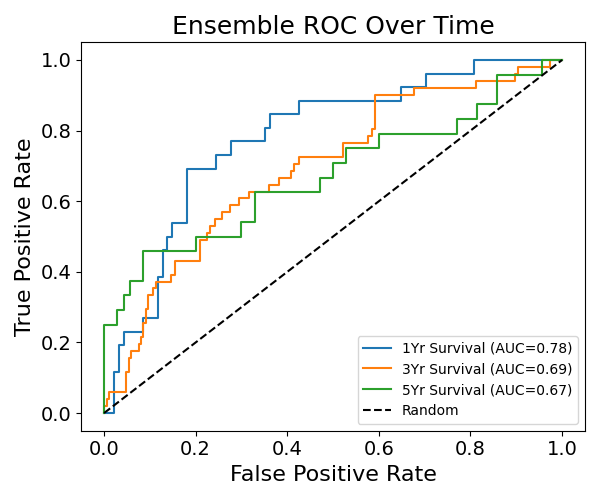 Ensemble ROC Over Time
True Positive Rate
1.0
0.8
0.6
0.4
0.2
0.0
1Yr Survival (AUC=0.78)
3Yr Survival (AUC=0.69)
5Yr Survival (AUC=0.67)
Random
0.0 0.2 0.4 0.6 0.8 1.0
False Positive Rate